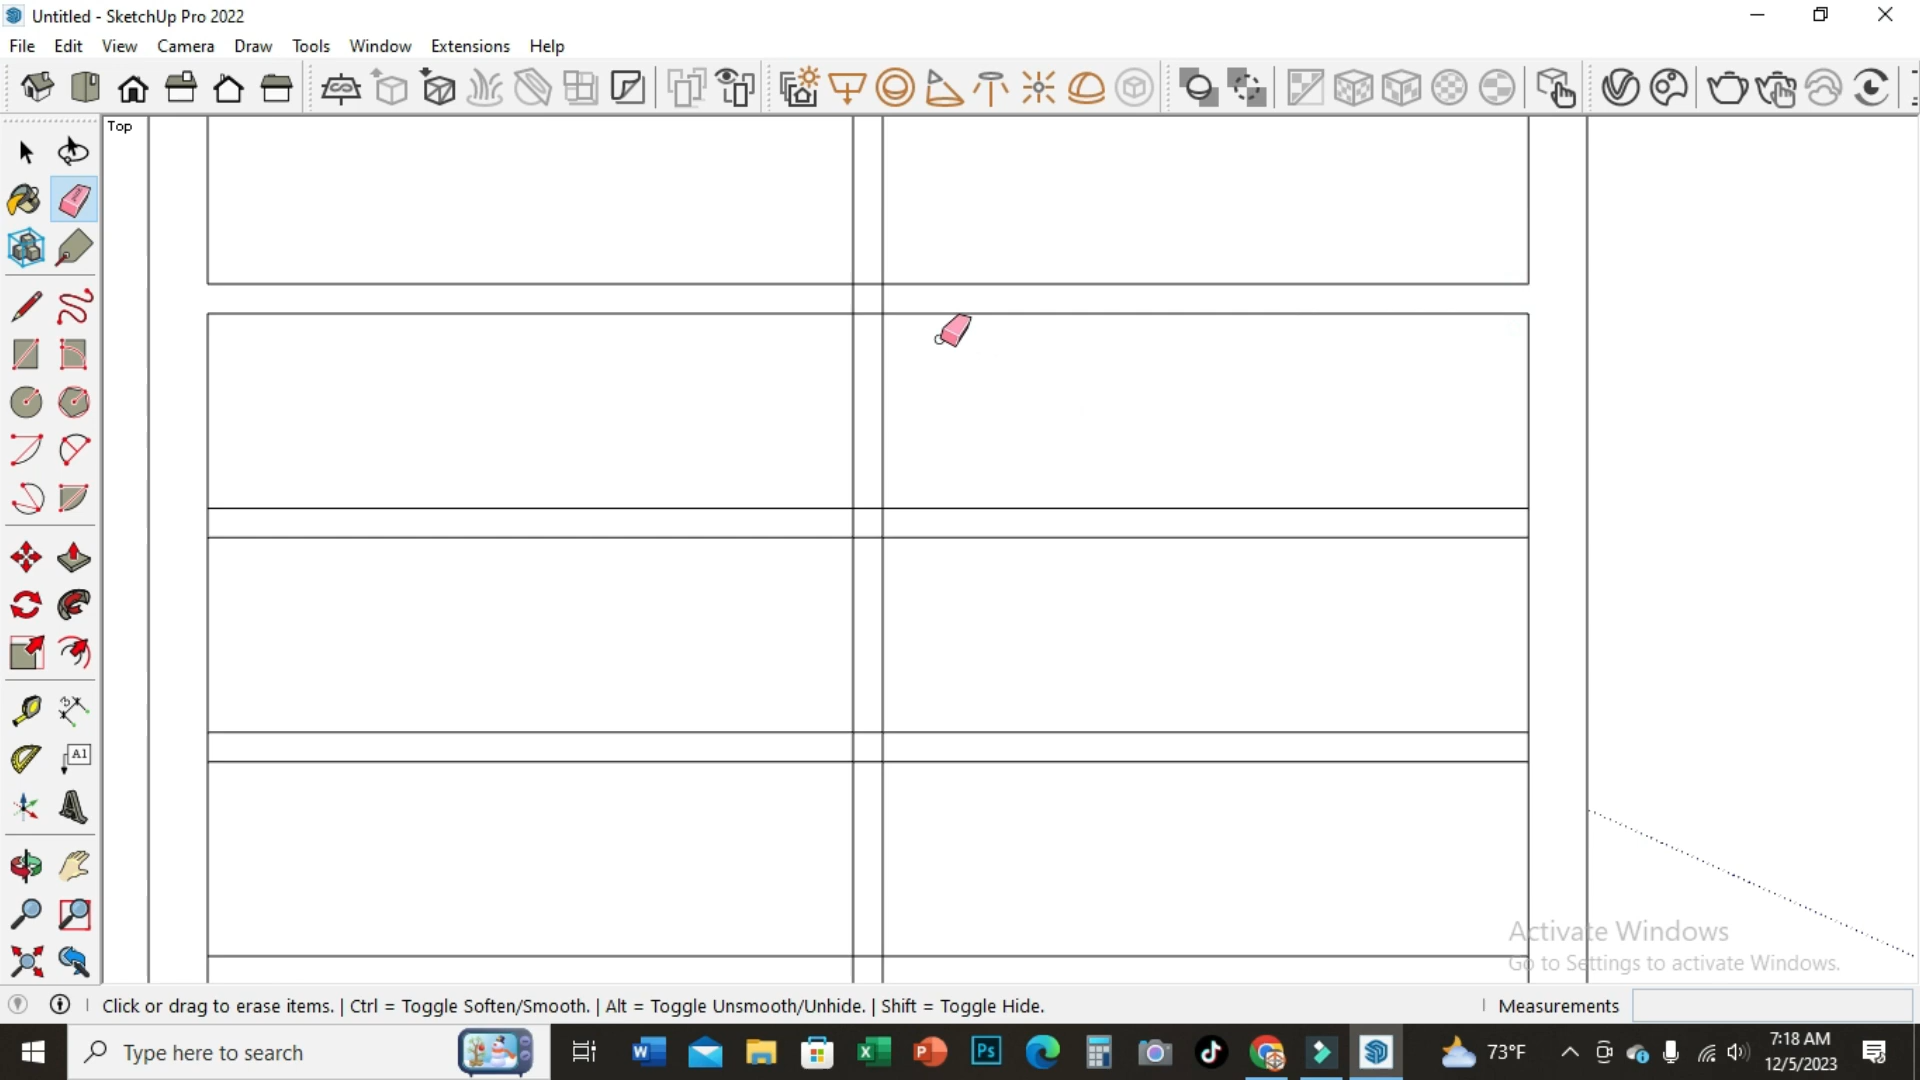 Untitled - SketchUp Pro 2022
File Edit View Camera Draw Tools Window Extensions Help
Top
A1
Activate Windows
Go to Settings to activate Windows.
Click or drag to erase items. | Ctrl = Toggle Soften/Smooth. | Alt = Toggle Unsmooth/Unhide. | Shift = Toggle Hide.
Measurements
Type here to search
Ps
73°F
7:18 AM
12/5/2023